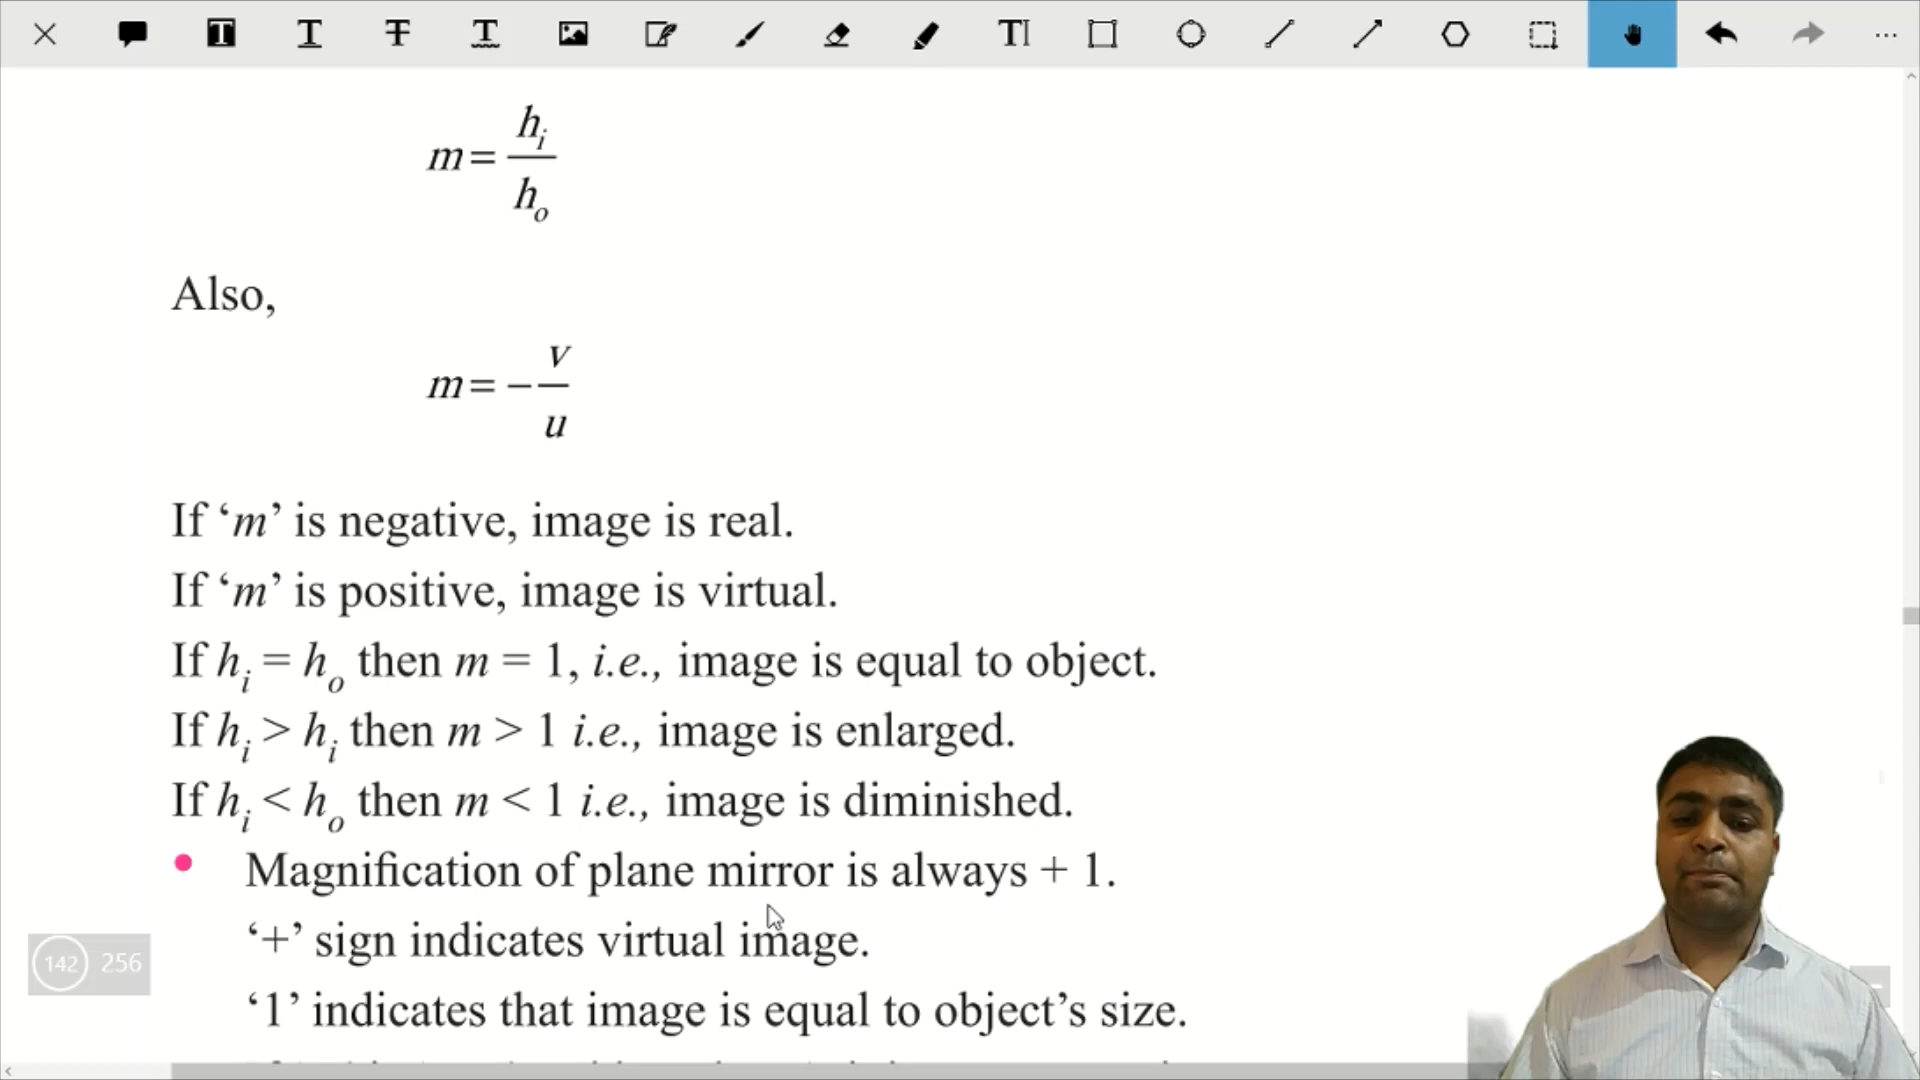 m = h_i / h_o
Also,
m = – v / u
If ‘m’ is negative, image is real.
If ‘m’ is positive, image is virtual.
If h_i = h_o then m = 1, i.e., image is equal to object.
If h_i > h_i then m > 1 i.e., image is enlarged.
If h_i < h_o then m < 1 i.e., image is diminished.
• Magnification of plane mirror is always + 1.
‘+’ sign indicates virtual image.
142 256
‘1’ indicates that image is equal to object’s size.